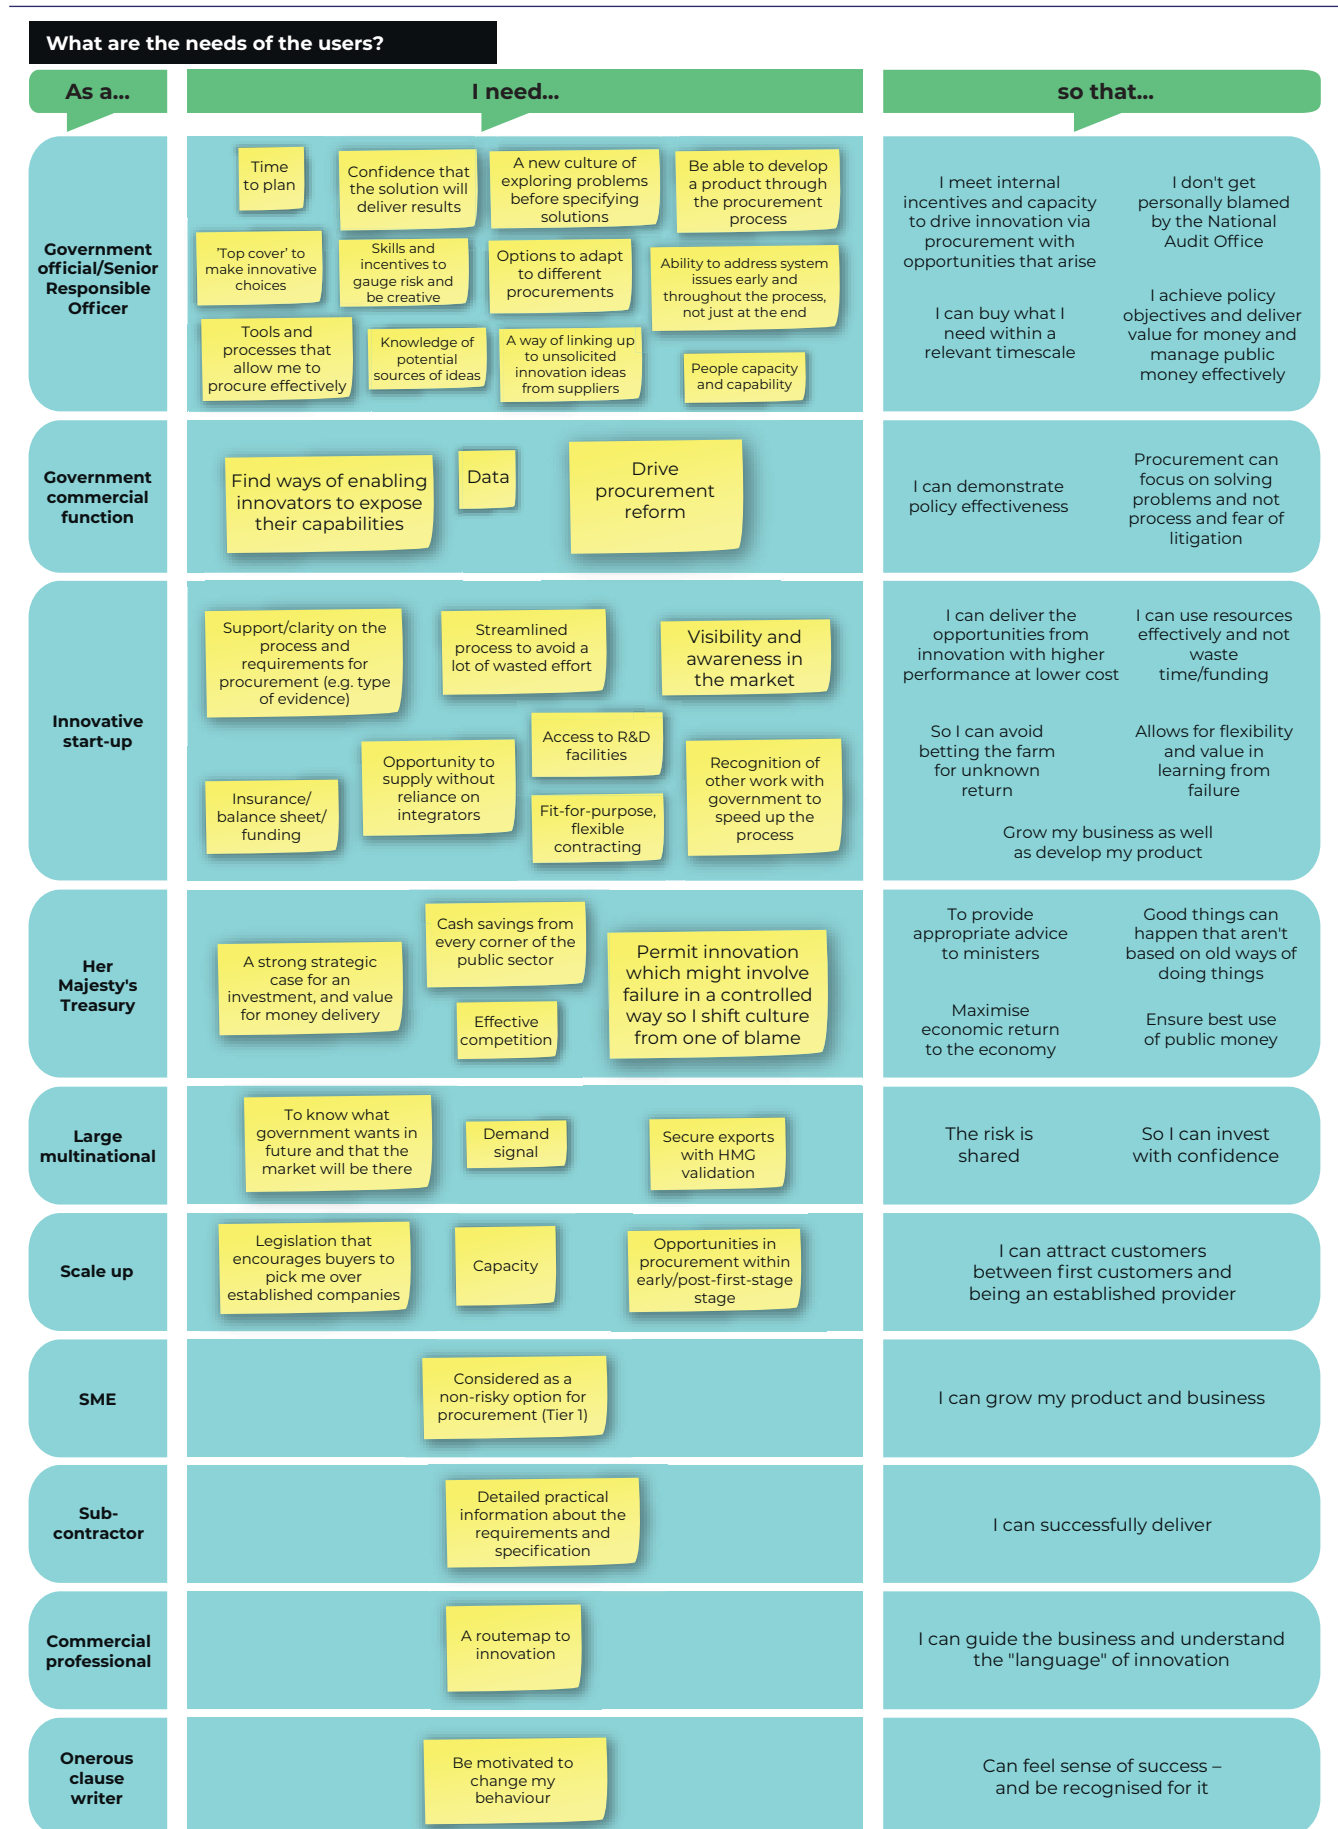 What are the needs of the users?
As a...
I need...
so that...
Government
official/Senior
Responsible
Officer
Time
to plan
Confidence that
the solution will
deliver results
A new culture of
exploring problems
before specifying
solutions
Be able to develop
a product through
the procurement
process
'Top cover' to
make innovative
choices
Skills and
incentives to
gauge risk and
be creative
Options to adapt
to different
procurements
Ability to address system
issues early and
throughout the process,
not just at the end
Tools and
processes that
allow me to
procure effectively
Knowledge of
potential
sources of ideas
A way of linking up
to unsolicited
innovation ideas
from suppliers
People capacity
and capability
I meet internal
incentives and capacity
to drive innovation via
procurement with
opportunities that arise
I don't get
personally blamed
by the National
Audit Office
I can buy what I
need within a
relevant timescale
I achieve policy
objectives and deliver
value for money and
manage public
money effectively
Government
commercial
function
Find ways of enabling
innovators to expose
their capabilities
Data
Drive
procurement
reform
I can demonstrate
policy effectiveness
Procurement can
focus on solving
problems and not
process and fear of
litigation
Innovative
start-up
Support/clarity on the
process and
requirements for
procurement (e.g. type
of evidence)
Streamlined
process to avoid a
lot of wasted effort
Visibility and
awareness in
the market
Insurance/
balance sheet/
funding
Opportunity to
supply without
reliance on
integrators
Access to R&D
facilities
Fit-for-purpose,
flexible
contracting
Recognition of
other work with
government to
speed up the
process
I can deliver the
opportunities from
innovation with higher
performance at lower cost
I can use resources
effectively and not
waste
time/funding
So I can avoid
betting the farm
for unknown
return
Allows for flexibility
and value in
learning from
failure
Grow my business as well
as develop my product
Her
Majesty's
Treasury
A strong strategic
case for an
investment, and value
for money delivery
Cash savings from
every corner of the
public sector
Effective
competition
Permit innovation
which might involve
failure in a controlled
way so I shift culture
from one of blame
To provide
appropriate advice
to ministers
Good things can
happen that aren't
based on old ways of
doing things
Maximise
economic return
to the economy
Ensure best use
of public money
Large
multinational
To know what
government wants in
future and that the
market will be there
Demand
signal
Secure exports
with HMG
validation
The risk is
shared
So I can invest
with confidence
Scale up
Legislation that
encourages buyers to
pick me over
established companies
Capacity
Opportunities in
procurement within
early/post-first-stage
stage
I can attract customers
between first customers and
being an established provider
SME
Considered as a
non-risky option for
procurement (Tier 1)
I can grow my product and business
Sub-
contractor
Detailed practical
information about the
requirements and
specification
I can successfully deliver
Commercial
professional
A routemap to
innovation
I can guide the business and understand
the "language" of innovation
Onerous
clause
writer
Be motivated to
change my
behaviour
Can feel sense of success –
and be recognised for it